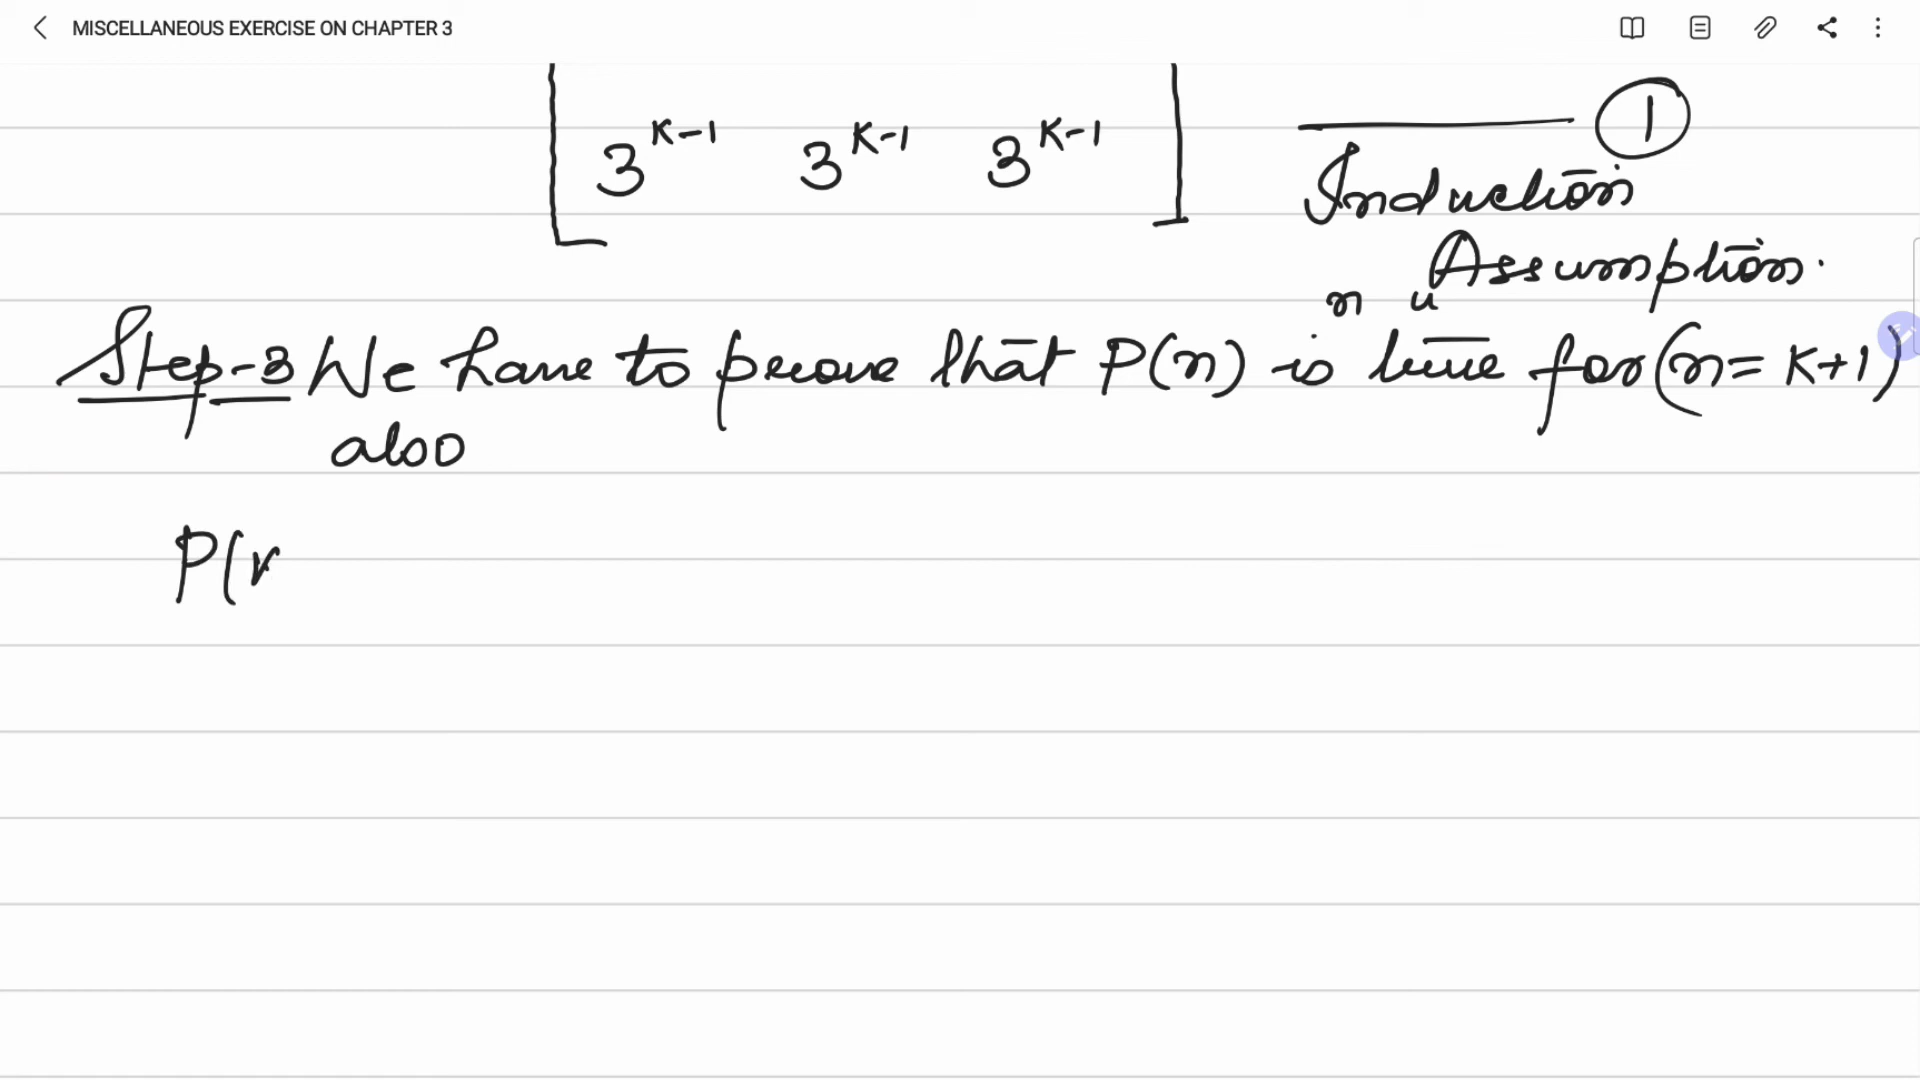 MISCELLANEOUS EXERCISE ON CHAPTER 3
3^{K-1} 3^{K-1} 3^{K-1} ①
Induction
Assumption.
n u
Step-3 We have to prove that P(n) is true for (n = K+1)
also
P(